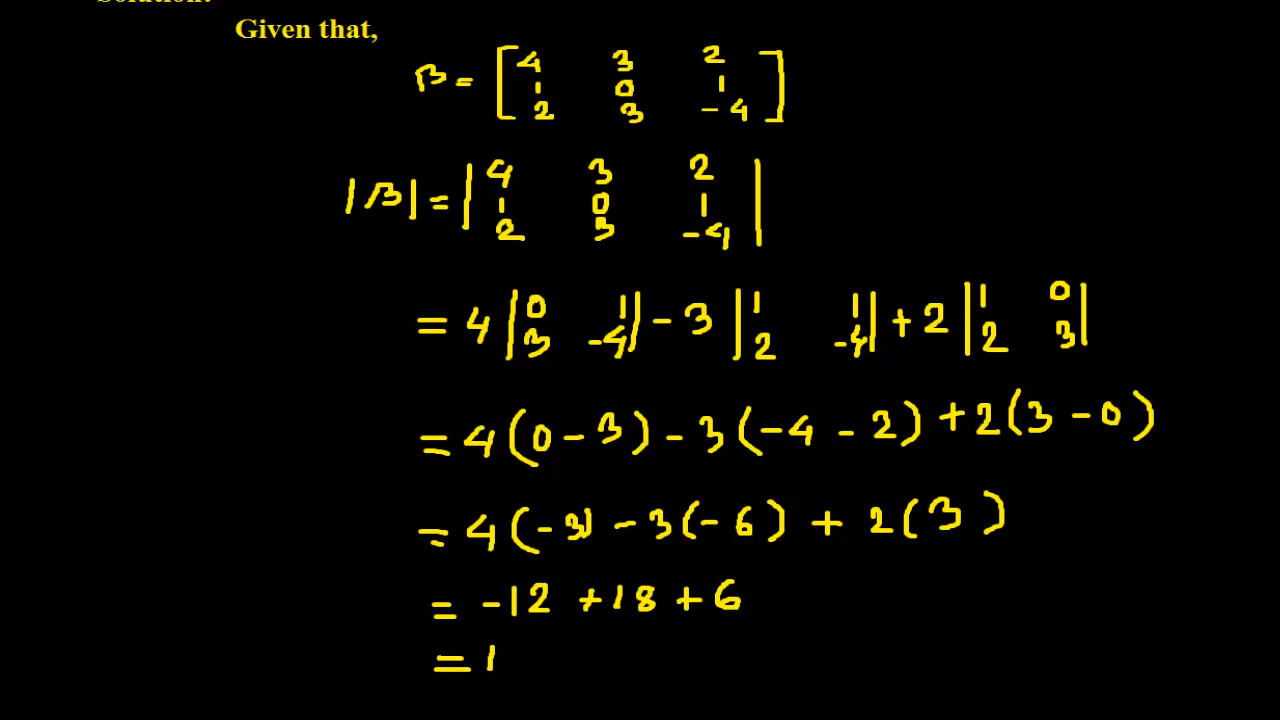 Solution:
Given that,
B = [4 3 2
1 0 1
2 3 -4]
|B| = |4 3 2
1 0 1
2 3 -4|
= 4 |0 1| - 3 |1 1| + 2 |1 0|
|3 -4| |2 -4| |2 3|
= 4 (0 - 3) - 3 (-4 - 2) + 2 (3 - 0)
= 4 (-3) - 3 (-6) + 2 (3)
= -12 + 18 + 6
= 1